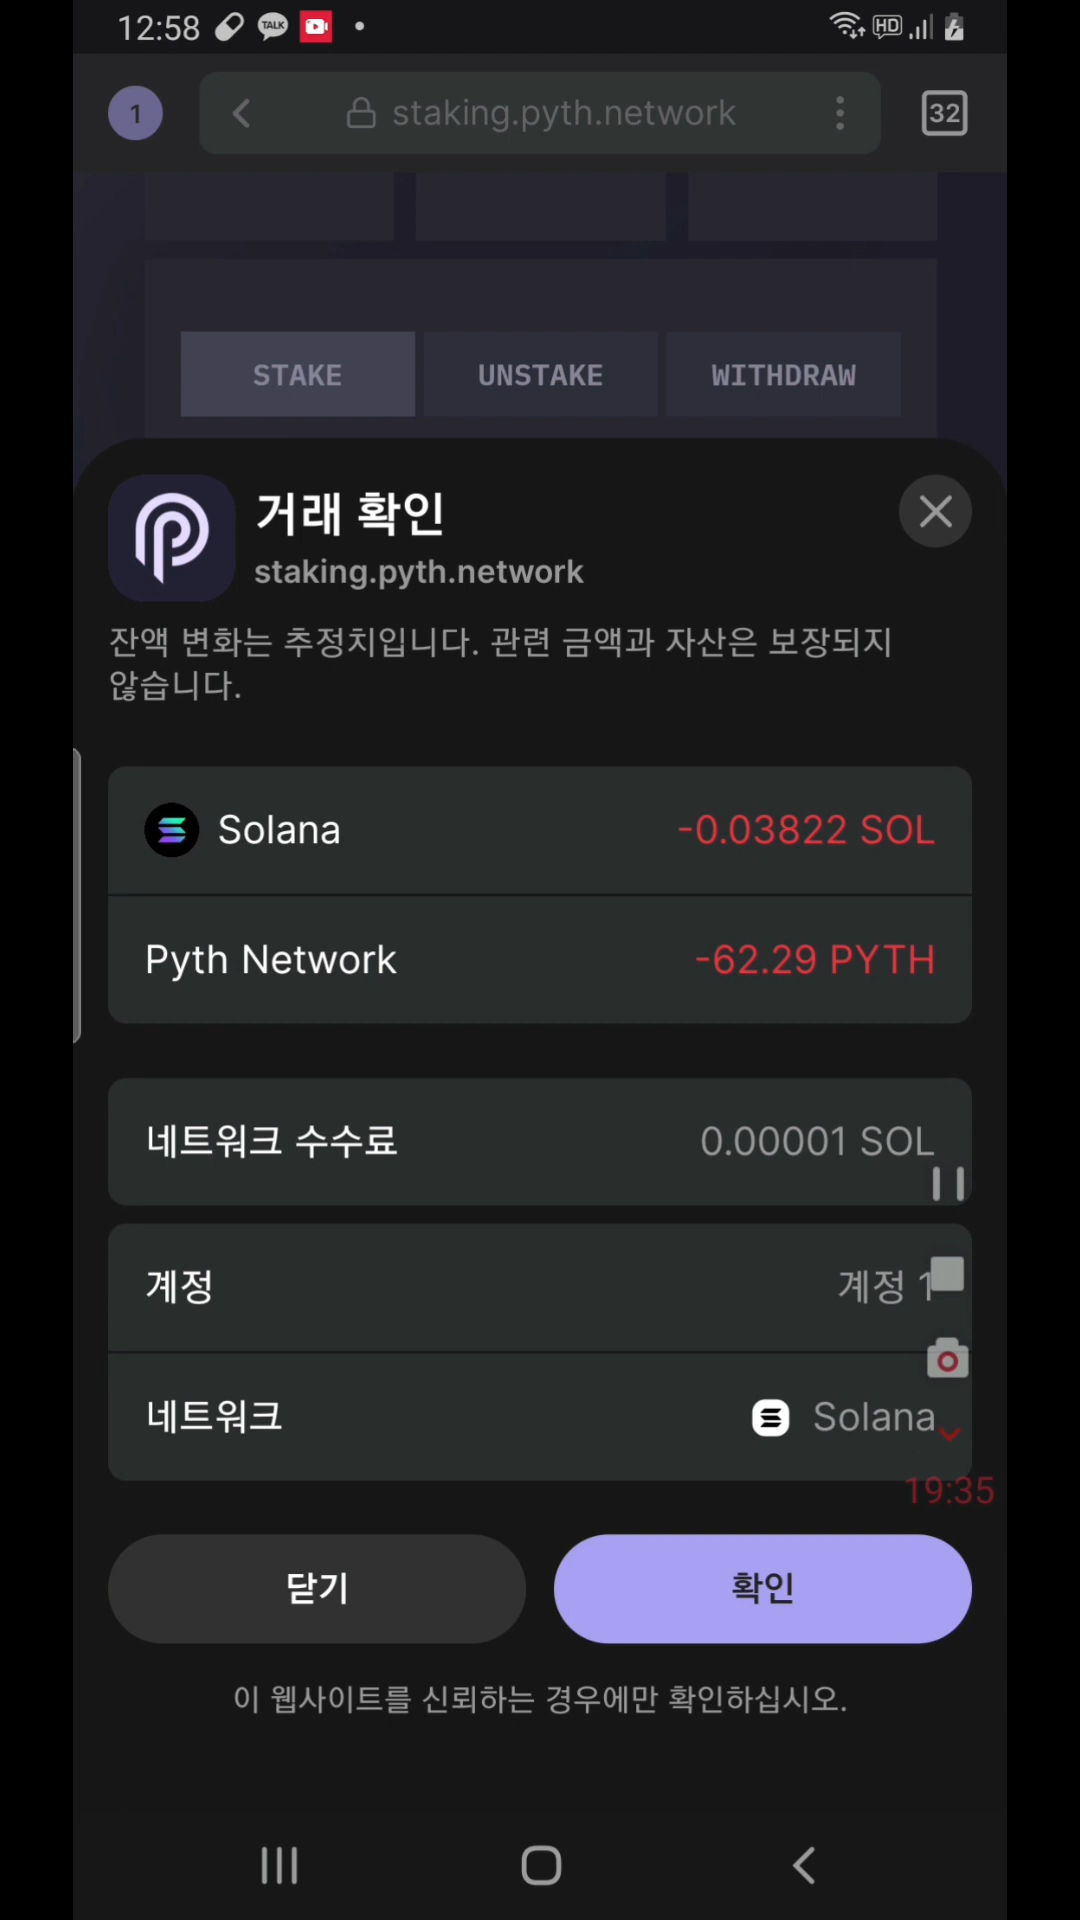 12:58
TALK
HD
1
staking.pyth.network
32
STAKE
UNSTAKE
WITHDRAW
거래 확인
staking.pyth.network
잔액 변화는 추정치입니다. 관련 금액과 자산은 보장되지
않습니다.
Solana
-0.03822 SOL
Pyth Network
-62.29 PYTH
네트워크 수수료
0.00001 SOL
계정
계정 1
네트워크
Solana
19:35
닫기
확인
이 웹사이트를 신뢰하는 경우에만 확인하십시오.